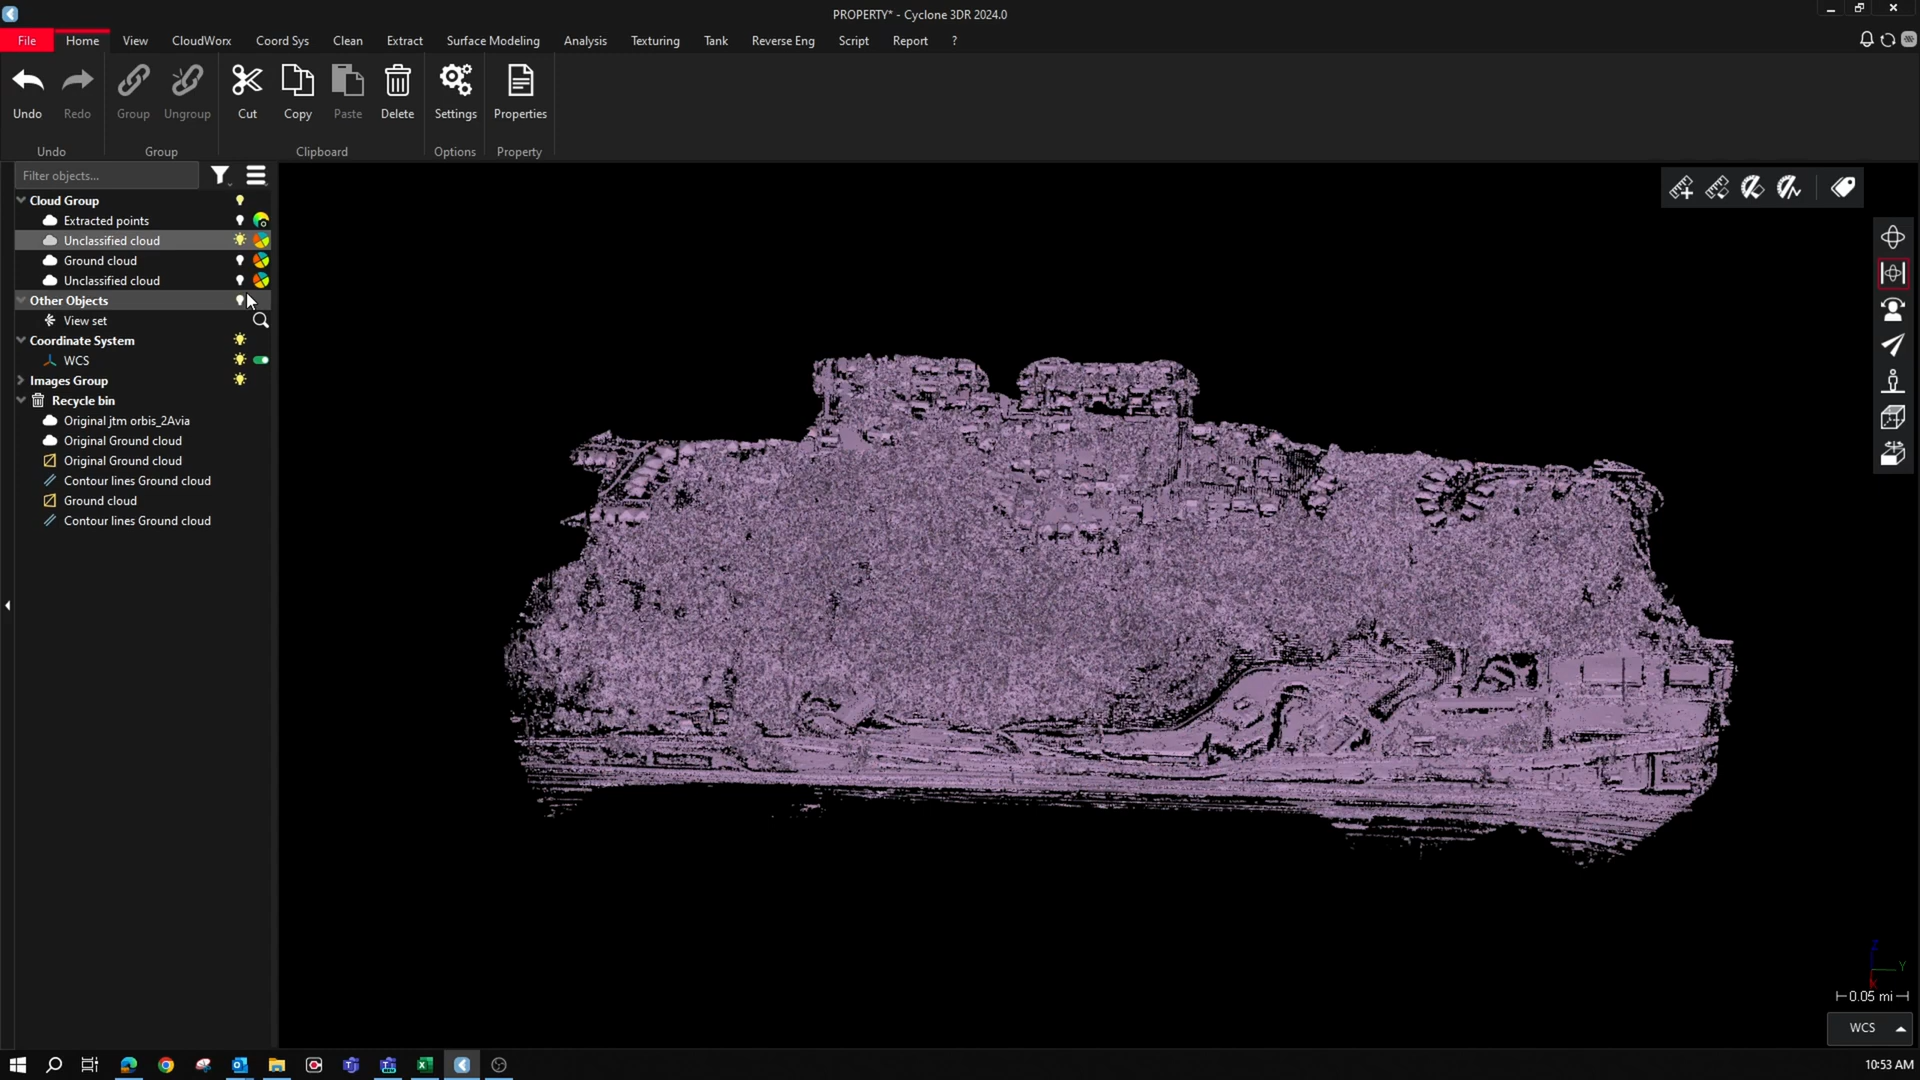 PROPERTY* - Cyclone 3DR 2024.0
File Home View CloudWorx Coord Sys Clean Extract Surface Modeling Analysis Texturing Tank Reverse Eng Script Report ?
Undo Redo Group Ungroup Cut Copy Paste Delete Settings Properties
Undo Group Clipboard Options Property
Filter objects...
Cloud Group
Extracted points
Unclassified cloud
Ground cloud
Unclassified cloud
Other Objects
View set
Coordinate System
WCS
Images Group
Recycle bin
Original jtm orbis_2Avia
Original Ground cloud
Original Ground cloud
Contour lines Ground cloud
Ground cloud
Contour lines Ground cloud
Z
Y
X
0.05 mi
WCS
10:53 AM